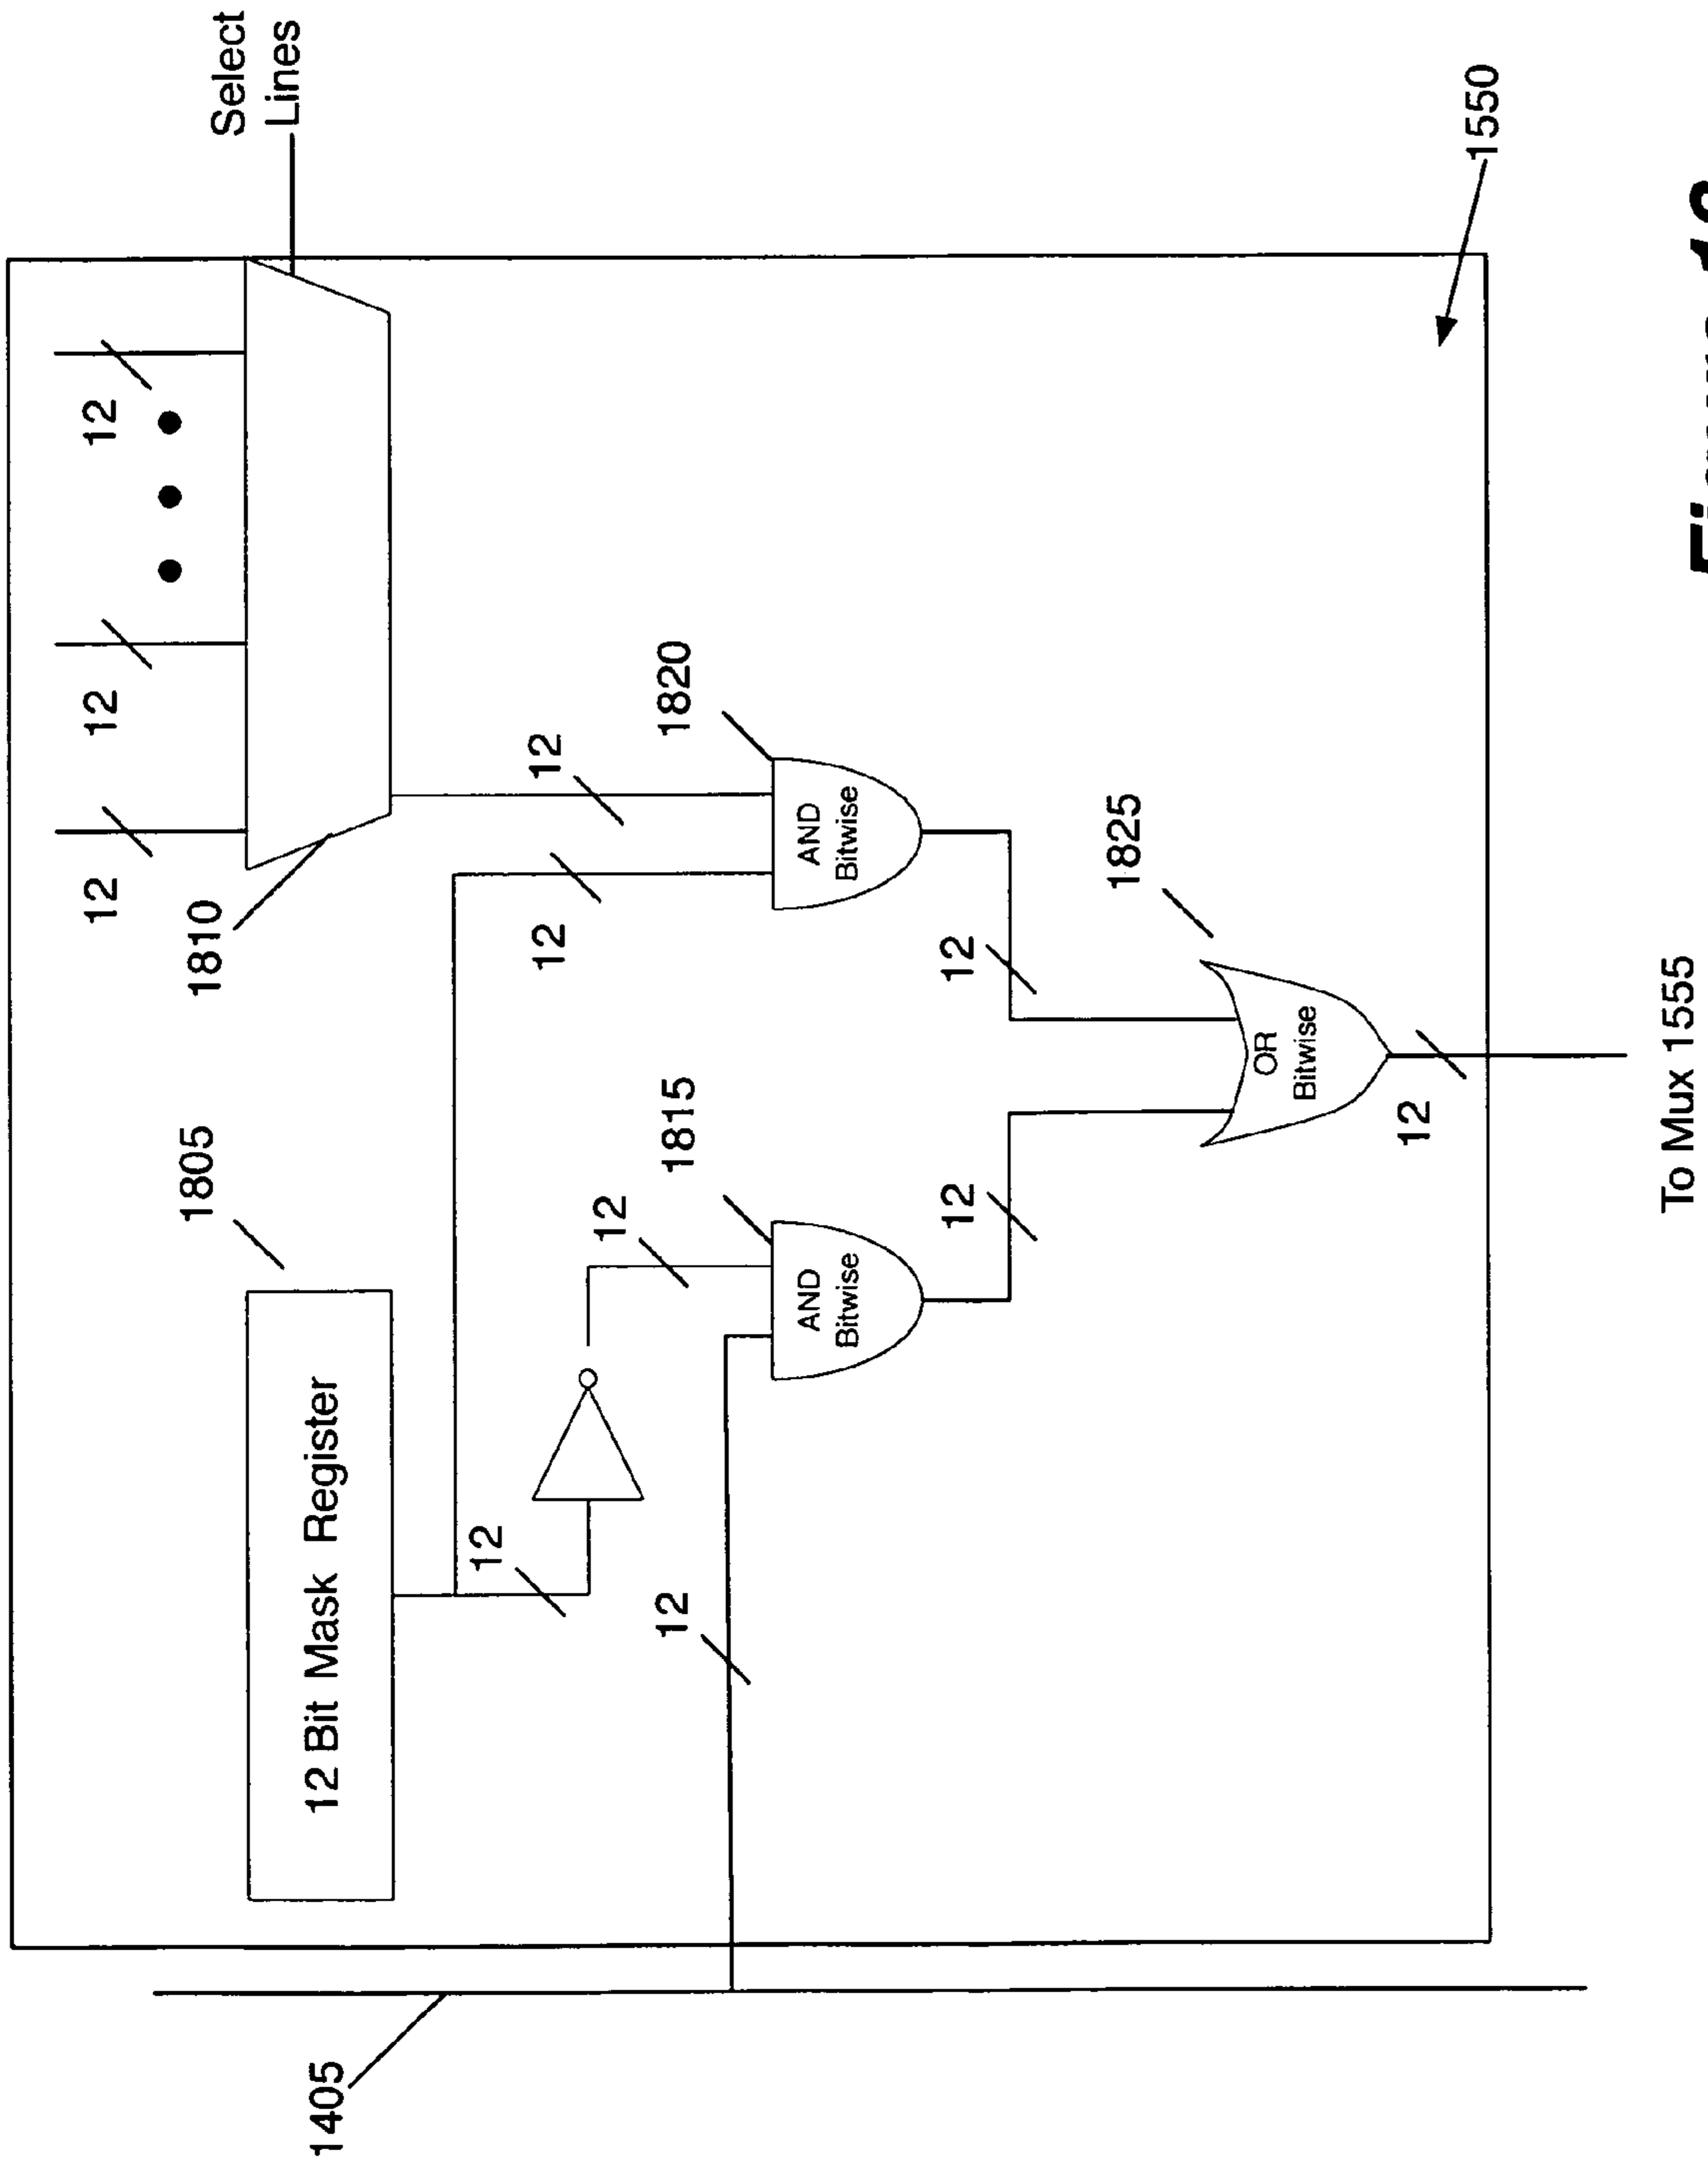 Select
Lines
12
12
12
1810
1805
12 Bit Mask Register
12
12
12
12
12
1820
1815
AND
Bitwise
AND
Bitwise
12
12
1825
OR
Bitwise
12
1405
1550
To Mux 1555